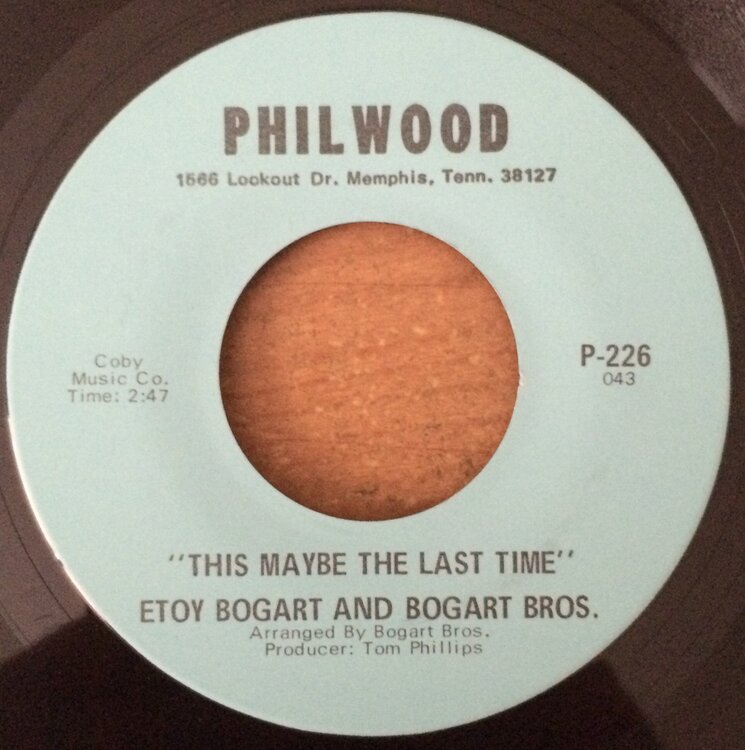 PHILWOOD
1566 Lookout Dr. Memphis, Tenn. 38127
Coby
Music Co.
Time: 2:47
P-226
043
"THIS MAYBE THE LAST TIME"
ETOY BOGART AND BOGART BROS.
Arranged By Bogart Bros.
Producer: Tom Phillips